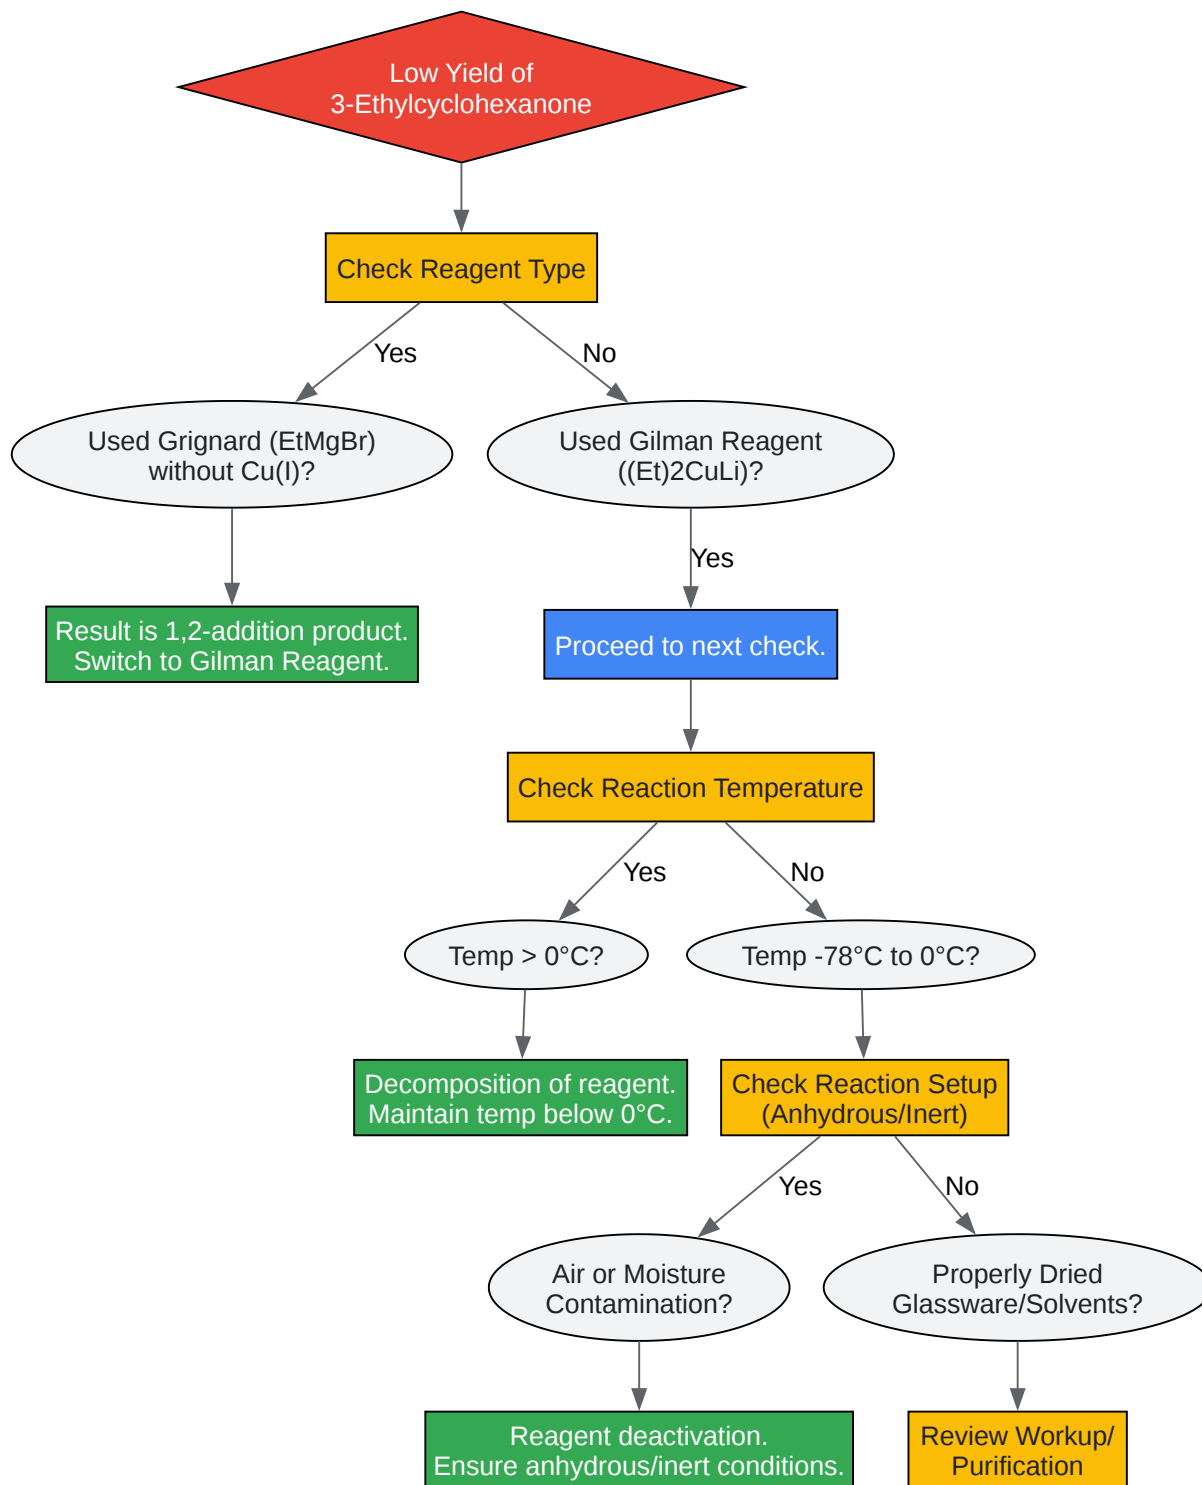 Low Yield of
3-Ethylcyclohexanone
Check Reagent Type
Yes
No
Used Grignard (EtMgBr)
without Cu(I)?
Used Gilman Reagent
((Et)2CuLi)?
Yes
Result is 1,2-addition product.
Switch to Gilman Reagent.
Proceed to next check.
Check Reaction Temperature
Yes
No
Temp > 0°C?
Temp -78°C to 0°C?
Decomposition of reagent.
Maintain temp below 0°C.
Check Reaction Setup
(Anhydrous/Inert)
Yes
No
Air or Moisture
Contamination?
Properly Dried
Glassware/Solvents?
Reagent deactivation.
Ensure anhydrous/inert conditions.
Review Workup/
Purification